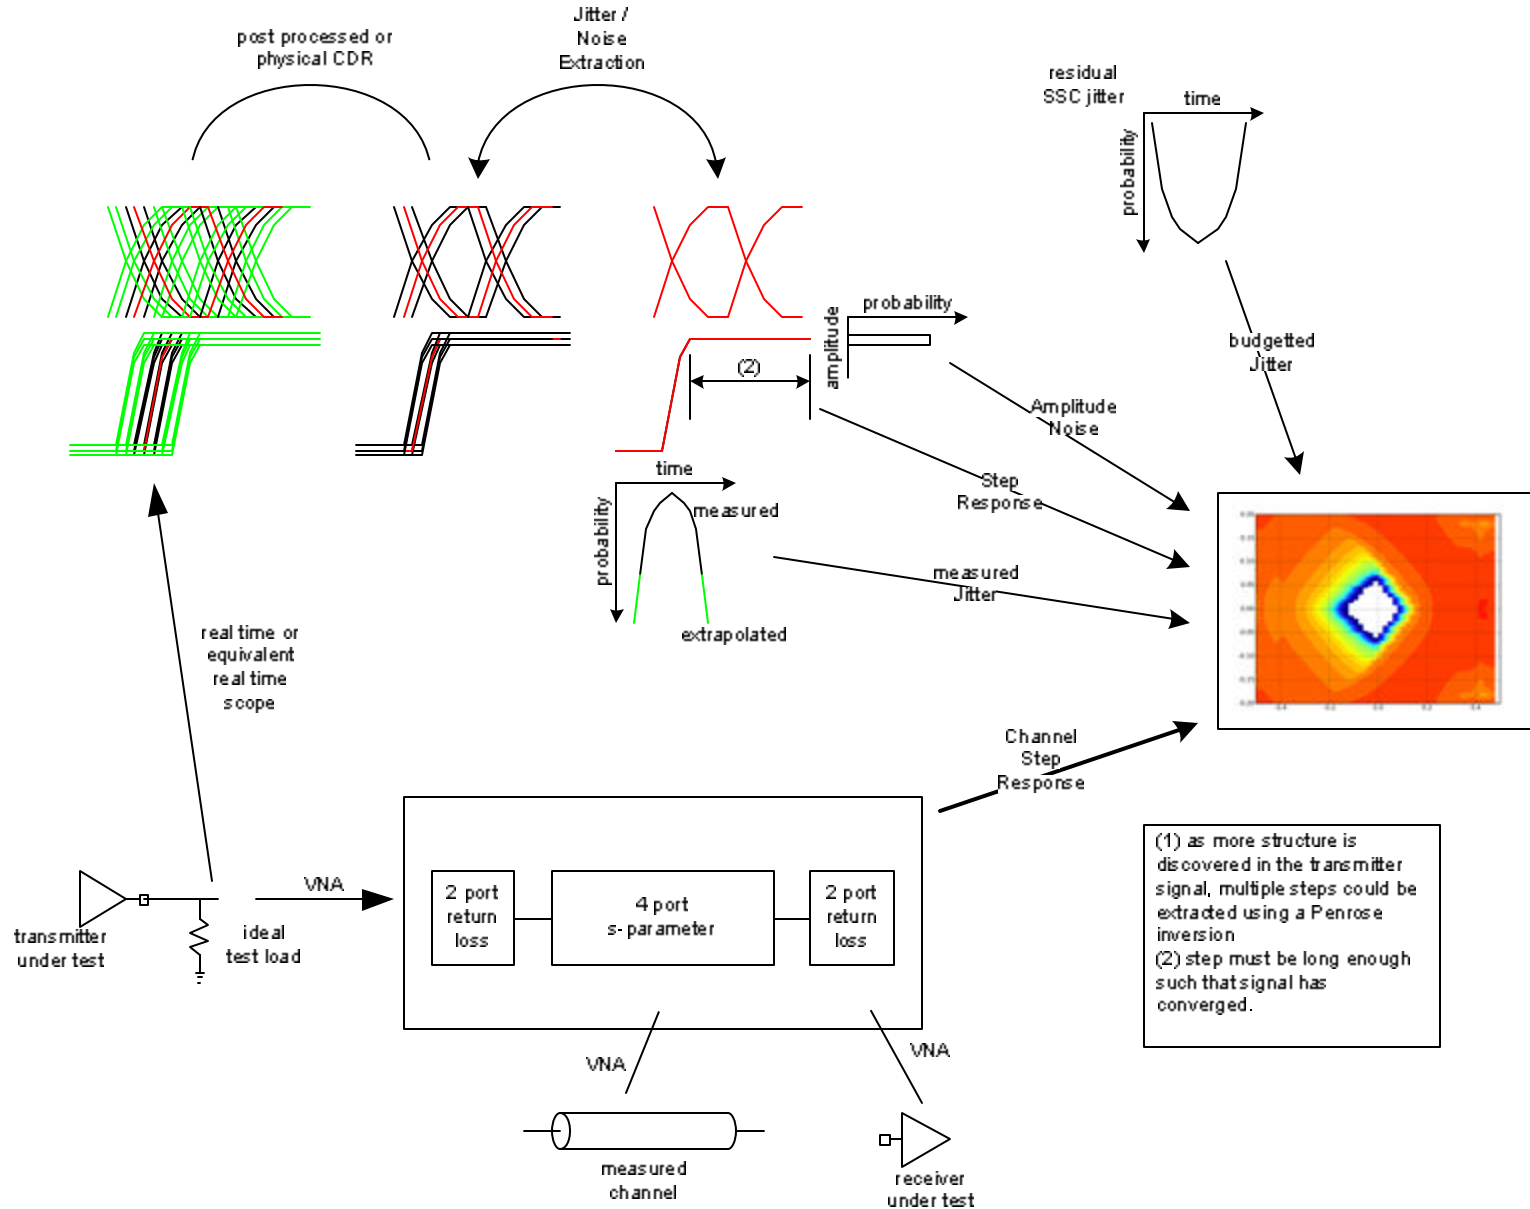 post processed or
physical CDR
Jitter /
Noise
Extraction
residual
SSC jitter
time
probability
budgetted
Jitter
probability
amplitude
(2)
Amplitude
Noise
Step
Response
time
probability
measured
extrapolated
measured
Jitter
real time or
equivalent
real time
scope
Channel
Step
Response
VNA
transmitter
under test
ideal
test load
2 port
return
loss
4 port
s-parameter
2 port
return
loss
(1) as more structure is
discovered in the transmitter
signal, multiple steps could be
extracted using a Penrose
inversion
(2) step must be long enough
such that signal has
converged.
VNA
VNA
measured
channel
receiver
under test